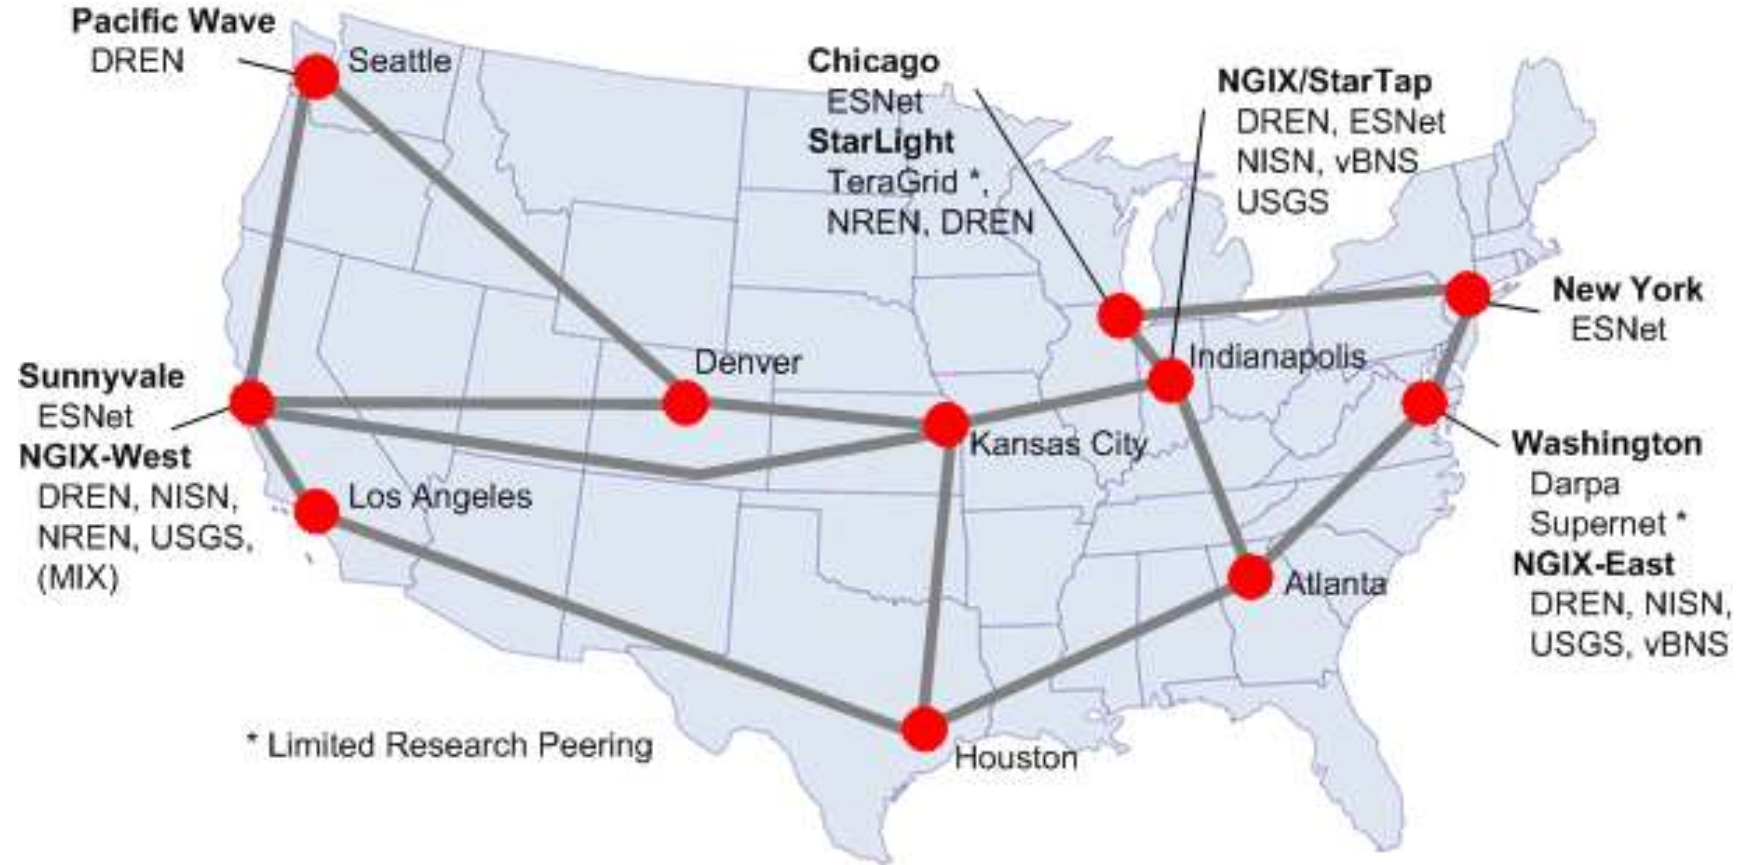 Pacific Wave
DREN
Seattle
Chicago
ESNet
StarLight
TeraGrid *,
NREN, DREN
NGIX/StarTap
DREN, ESNet
NISN, vBNS
USGS
New York
ESNet
Indianapolis
Denver
Sunnyvale
ESNet
NGIX-West
DREN, NISN,
NREN, USGS,
(MIX)
Los Angeles
Kansas City
Washington
Darpa
Supernet *
NGIX-East
DREN, NISN,
USGS, vBNS
Atlanta
Houston
* Limited Research Peering